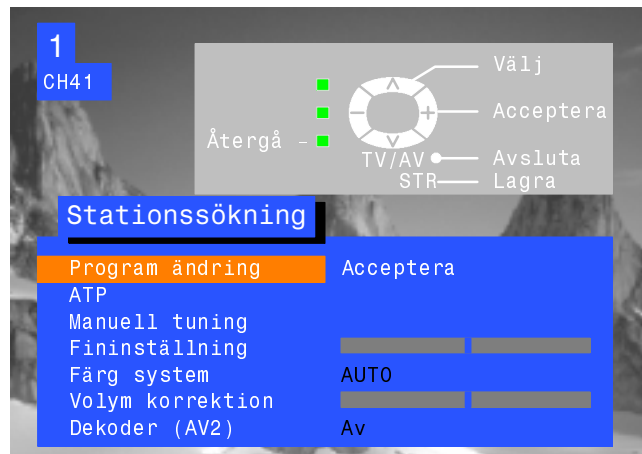 1
CH41
Välj
Acceptera
Återgå
TV/AV Avsluta
STR Lagra
Stationssökning
Program ändring Acceptera
ATP
Manuell tuning
Fininställning
Färg system AUTO
Volym korrektion
Dekoder (AV2) Av